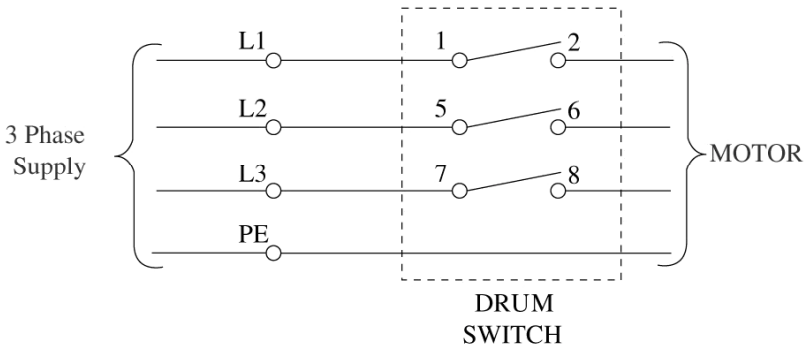 L1 1 2
L2 5 6
3 Phase
Supply
MOTOR
L3 7 8
PE
DRUM
SWITCH